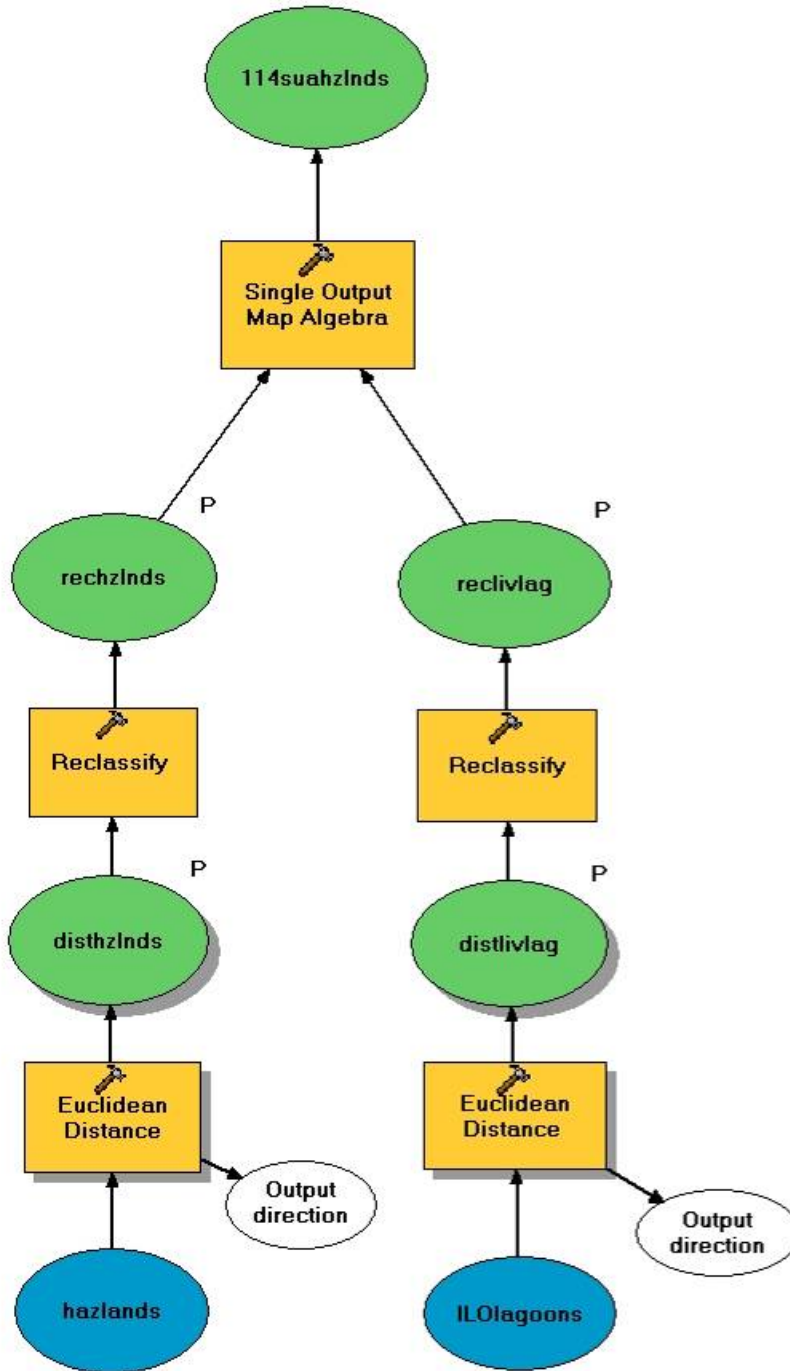 114suahzlnds
Single Output
Map Algebra
P
P
rechzlnds
reclivlag
Reclassify
Reclassify
P
P
disthzlnds
distlivlag
Euclidean
Distance
Euclidean
Distance
Output
direction
Output
direction
hazlands
ILOlagoons